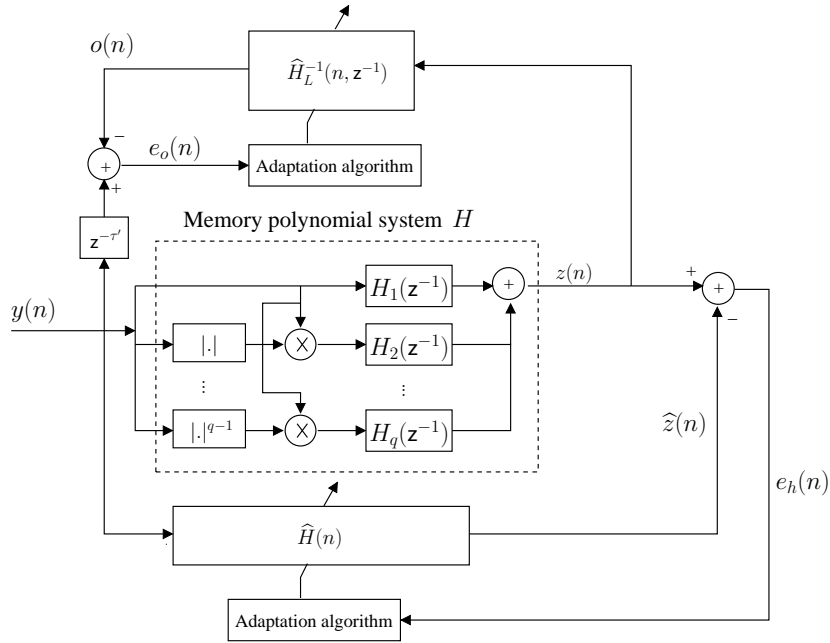 o(n)
Ĥ_L^{-1}(n, z^{-1})
−
+
e_o(n)
Adaptation algorithm
+
z^{-τ′}
Memory polynomial system H
y(n)
H_1(z^{-1})
+
z(n)
+
+
−
|.|
×
H_2(z^{-1})
⋮
⋮
|.|^{q-1}
×
H_q(z^{-1})
ẑ(n)
e_h(n)
Ĥ(n)
Adaptation algorithm